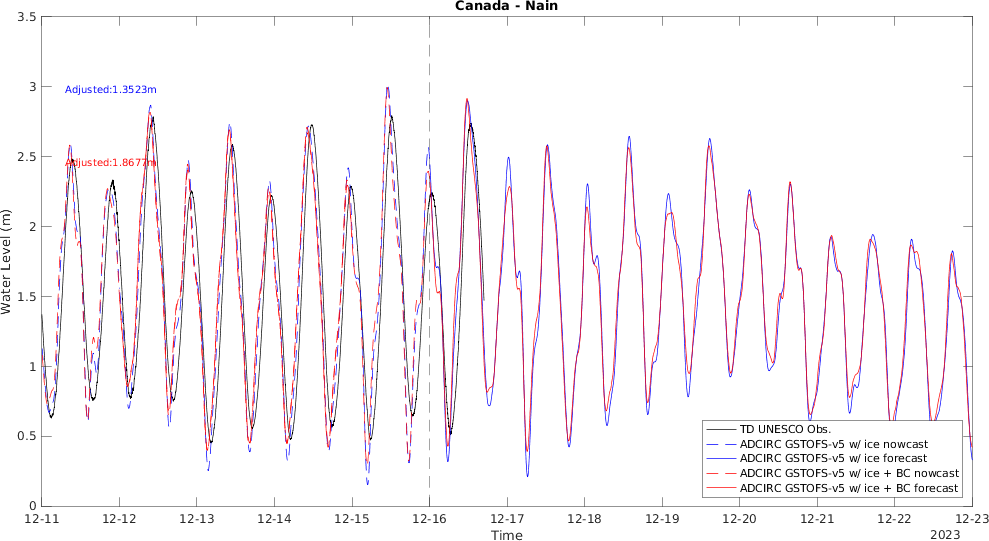 Canada - Nain
3.5
3
2.5
2
1.5
1
0.5
0
Water Level (m)
Adjusted:1.3523m
Adjusted:1.8677m
TD UNESCO Obs.
ADCIRC GSTOFS-v5 w/ ice nowcast
ADCIRC GSTOFS-v5 w/ ice forecast
ADCIRC GSTOFS-v5 w/ ice + BC nowcast
ADCIRC GSTOFS-v5 w/ ice + BC forecast
12-11 12-12 12-13 12-14 12-15 12-16 12-17 12-18 12-19 12-20 12-21 12-22 12-23
Time
2023